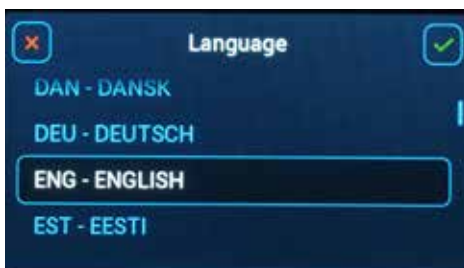 Language
DAN - DANSK
DEU - DEUTSCH
ENG - ENGLISH
EST - EESTI